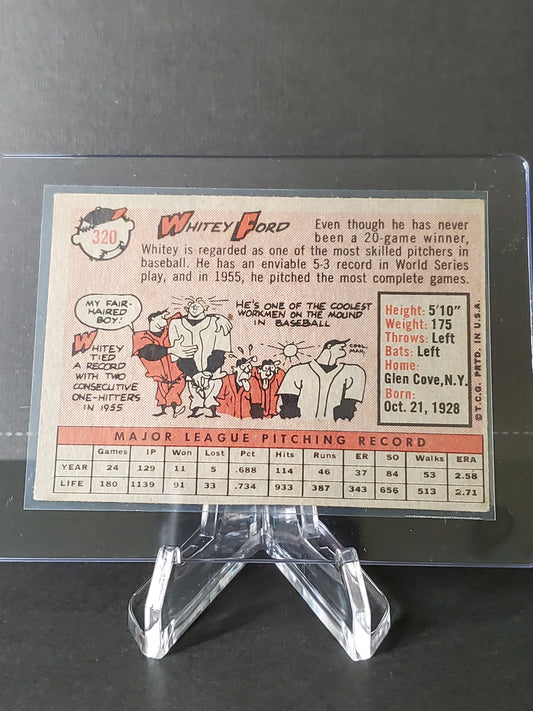 320
WHITEY FORD
Even though he has never
been a 20-game winner,
Whitey is regarded as one of the most skilled pitchers in
baseball. He has an enviable 5-3 record in World Series
play, and in 1955, he pitched the most complete games.
MY FAIR-
HAIRED
BOY!
WHITEY
TIED
A RECORD
WITH TWO
CONSECUTIVE
ONE-HITTERS
IN 1955
HE'S ONE OF THE COOLEST
WORKMEN ON THE MOUND
IN BASEBALL
COOL,
MAN.
Height: 5'10"
Weight: 175
Throws: Left
Bats: Left
Home:
Glen Cove, N.Y.
Born:
Oct. 21, 1928
© T.C.G. PRTD. IN U.S.A.
MAJOR LEAGUE PITCHING RECORD
Games IP Won Lost Pct Hits Runs ER SO Walks ERA
YEAR 24 129 11 5 .688 114 46 37 84 53 2.58
LIFE 180 1139 91 33 .734 933 387 343 656 513 2.71